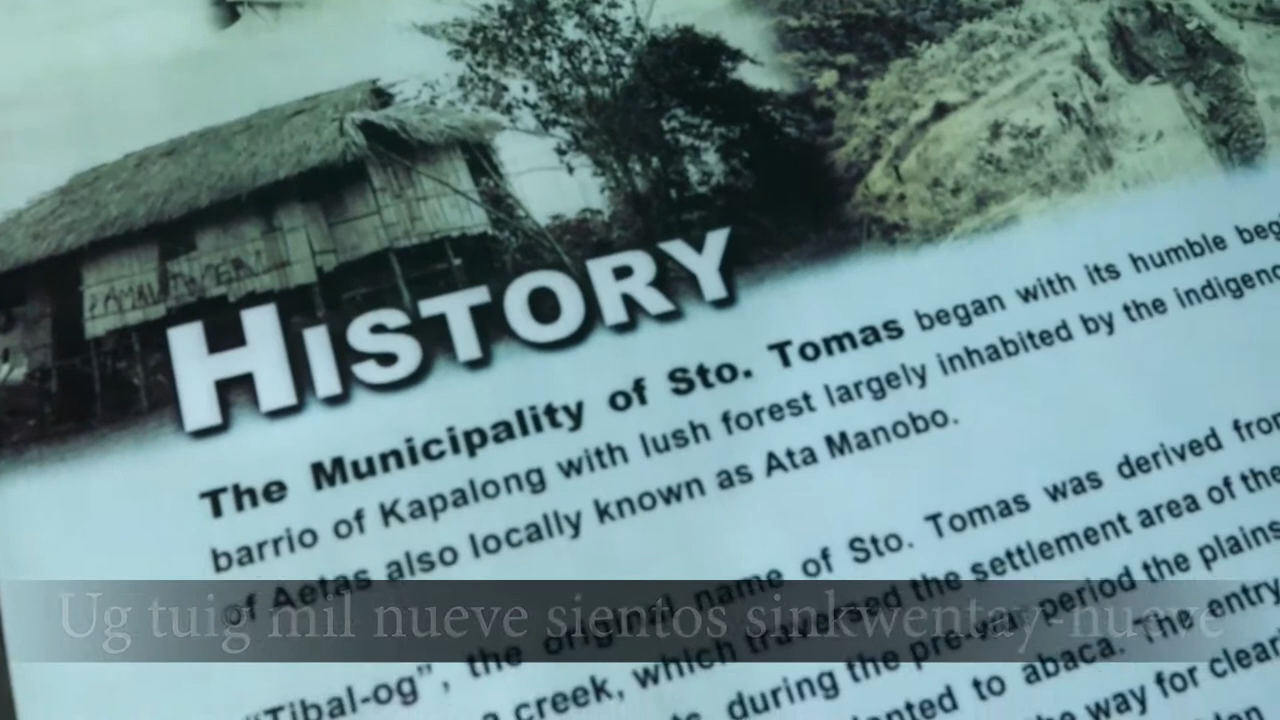 HISTORY
The Municipality of Sto. Tomas began with its humble beg
barrio of Kapalong with lush forest largely inhabited by the indigeno
of Aetas also locally known as Ata Manobo.
"Tibal-og", the original name of Sto. Tomas was derived from
a creek, which traversed the settlement area of the
during the pre-war period the plains
planted to abaca. The entry
way for clear
Ug tuig mil nueve sientos sinkwentay-nueve